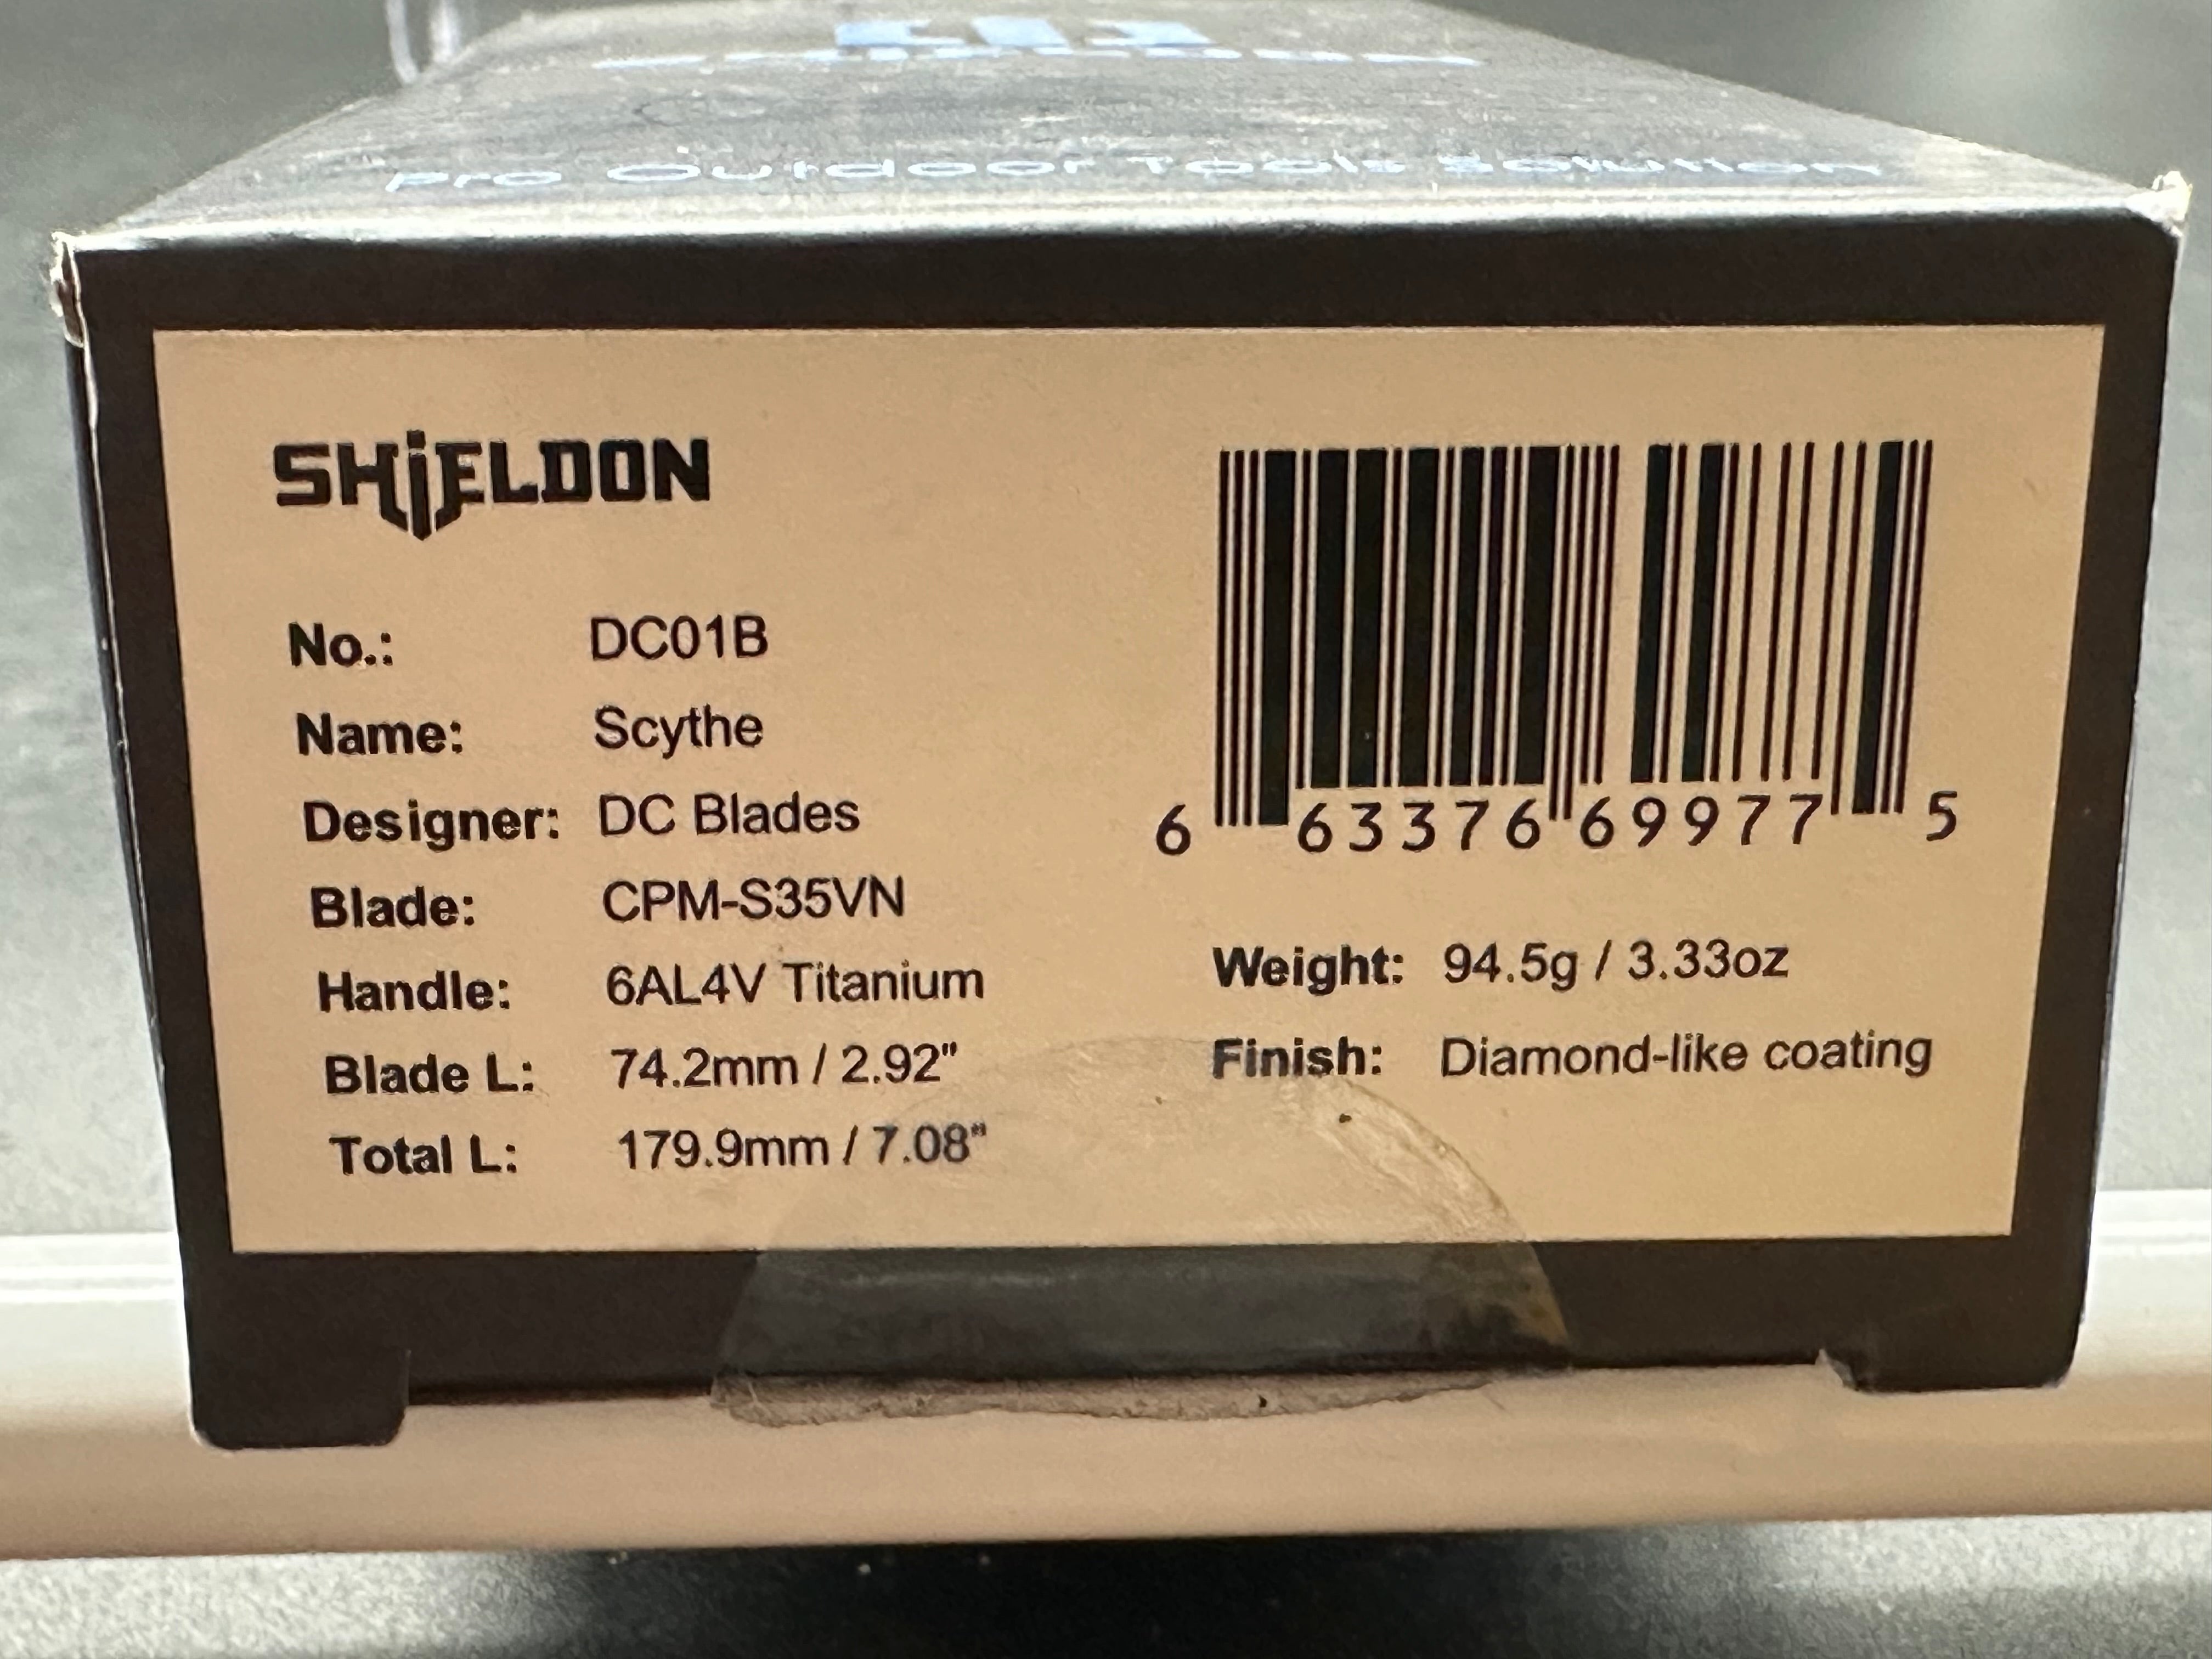 Pro Outdoor Tools Solution
SHiELDON
No.: DC01B
Name: Scythe
Designer: DC Blades
Blade: CPM-S35VN
Handle: 6AL4V Titanium
Blade L: 74.2mm / 2.92"
Total L: 179.9mm / 7.08"
6 63376 69977 5
Weight: 94.5g / 3.33oz
Finish: Diamond-like coating